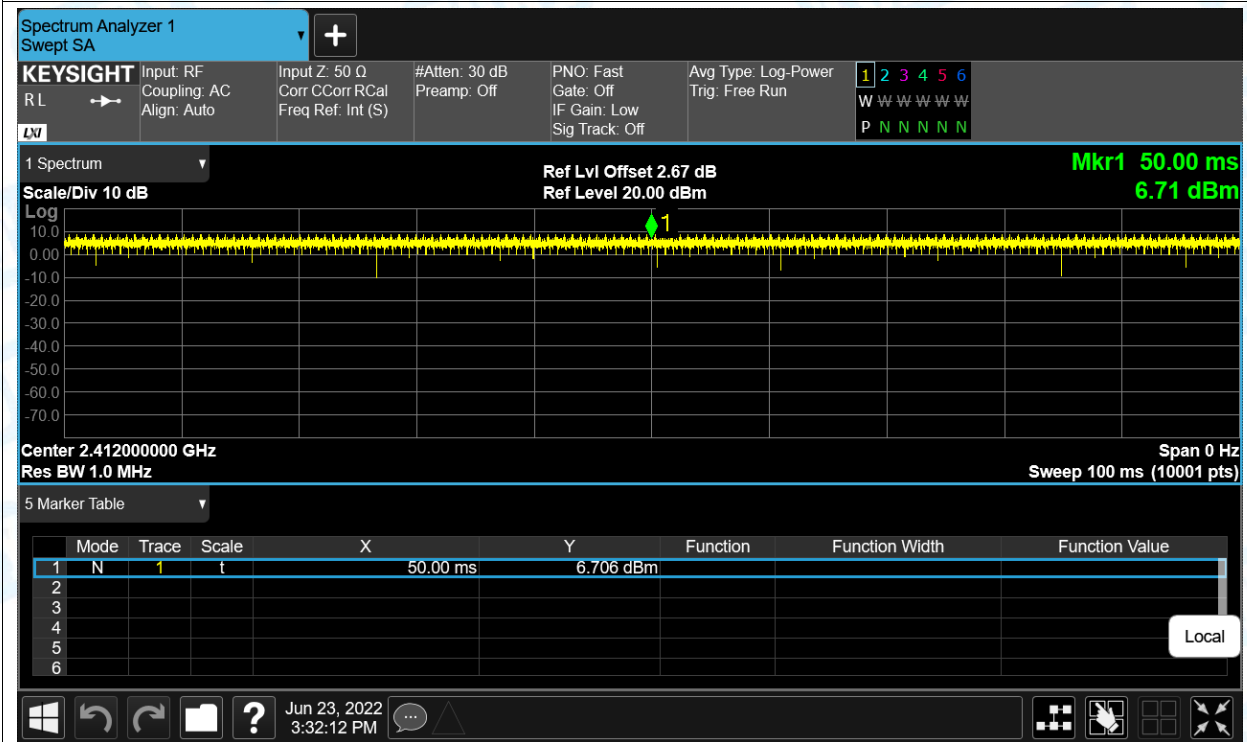 Spectrum Analyzer 1
Swept SA
▼
+
KEYSIGHT
R L
LXI
Input: RF
Coupling: AC
Align: Auto
Input Z: 50 Ω
Corr CCorr RCal
Freq Ref: Int (S)
#Atten: 30 dB
Preamp: Off
PNO: Fast
Gate: Off
IF Gain: Low
Sig Track: Off
Avg Type: Log-Power
Trig: Free Run
1 2 3 4 5 6
W W W W W W
P N N N N N
1 Spectrum
Scale/Div 10 dB
Ref Lvl Offset 2.67 dB
Ref Level 20.00 dBm
Mkr1 50.00 ms
6.71 dBm
Log
1
10.0
0.00
-10.0
-20.0
-30.0
-40.0
-50.0
-60.0
-70.0
Center 2.412000000 GHz
Res BW 1.0 MHz
Span 0 Hz
Sweep 100 ms (10001 pts)
5 Marker Table
Mode Trace Scale X Y Function Function Width Function Value
1 N 1 t 50.00 ms 6.706 dBm
2
3
4
5
6
Local
?
Jun 23, 2022
3:32:12 PM